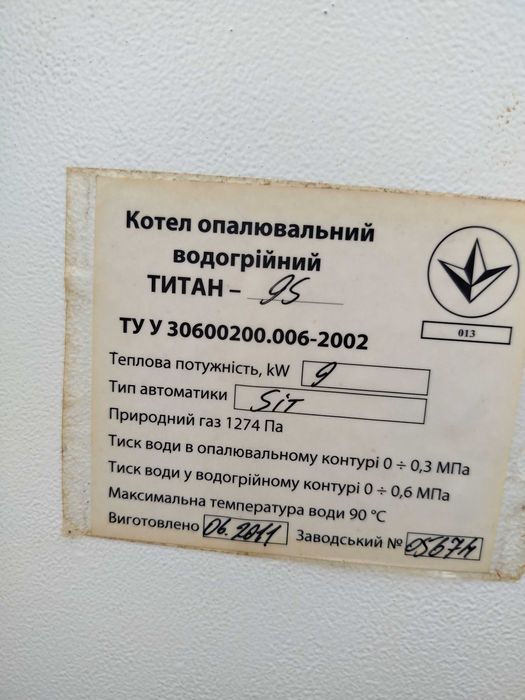 Котел опалювальний
водогрійний
ТИТАН – 9S
ТУ У 30600200.006-2002
013
Теплова потужність, kW 9
Тип автоматики SiT
Природний газ 1274 Па
Тиск води в опалювальному контурі 0 ÷ 0,3 МПа
Тиск води у водогрійному контурі 0 ÷ 0,6 МПа
Максимальна температура води 90 °С
Виготовлено 06.2011 Заводський №